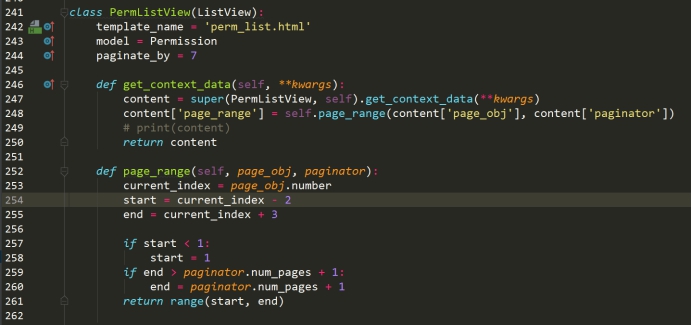 241 class PermListView(ListView):
242     template_name = 'perm_list.html'
243     model = Permission
244     paginate_by = 7
245
246     def get_context_data(self, **kwargs):
247         content = super(PermListView, self).get_context_data(**kwargs)
248         content['page_range'] = self.page_range(content['page_obj'], content['paginator'])
249         # print(content)
250         return content
251
252     def page_range(self, page_obj, paginator):
253         current_index = page_obj.number
254         start = current_index - 2
255         end = current_index + 3
256
257         if start < 1:
258             start = 1
259         if end > paginator.num_pages + 1:
260             end = paginator.num_pages + 1
261         return range(start, end)
262